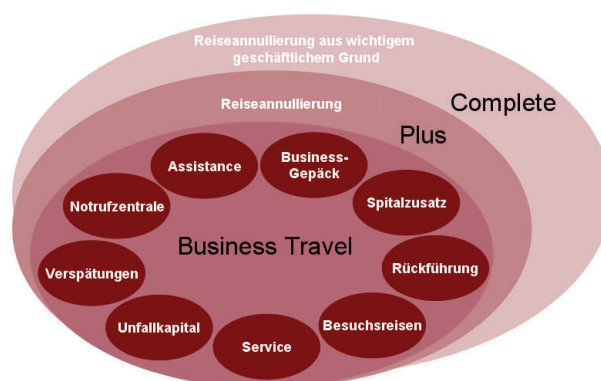 Reiseannullierung aus wichtigem
geschäftlichem Grund
Complete
Reiseannullierung
Plus
Assistance
Business-
Gepäck
Notrufzentrale
Spitalzusatz
Business Travel
Verspätungen
Rückführung
Unfallkapital
Besuchsreisen
Service